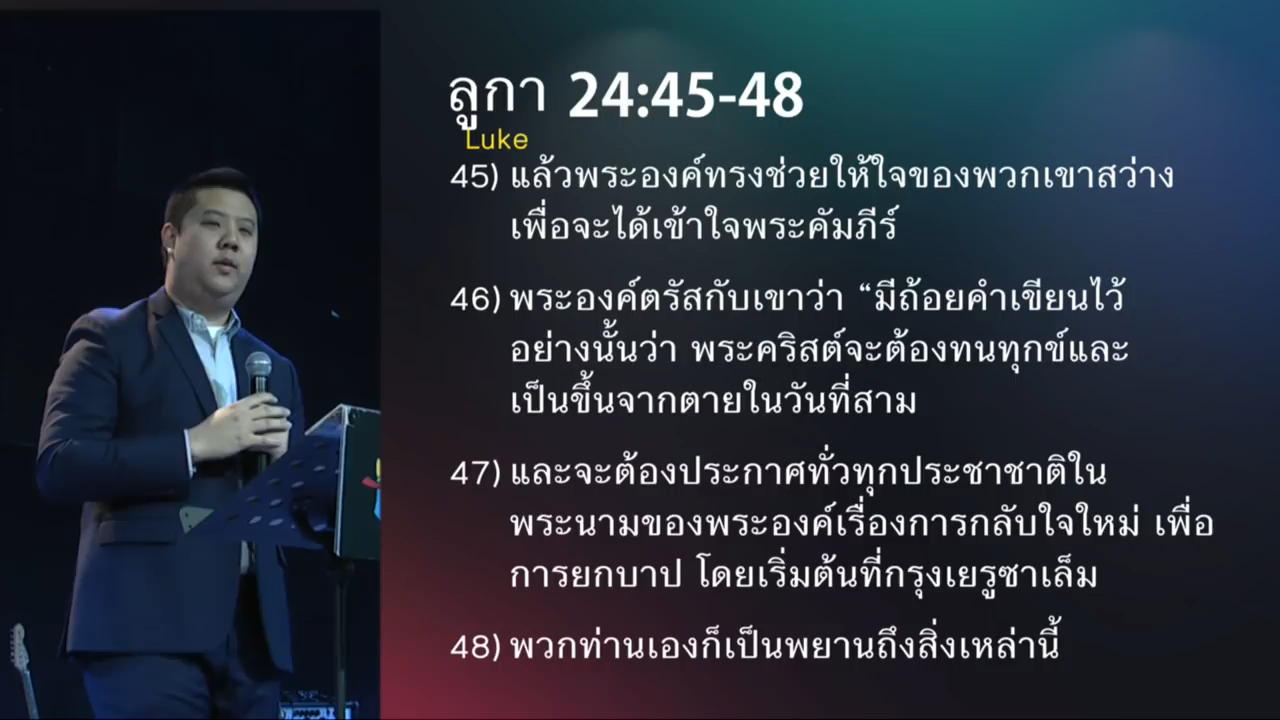 ลูกา 24:45-48
Luke
45) แล้วพระองค์ทรงช่วยให้ใจของพวกเขาสว่าง
เพื่อจะได้เข้าใจพระคัมภีร์
46) พระองค์ตรัสกับเขาว่า “มีถ้อยคำเขียนไว้
อย่างนั้นว่า พระคริสต์จะต้องทนทุกข์และ
เป็นขึ้นจากตายในวันที่สาม
47) และจะต้องประกาศทั่วทุกประชาชาติใน
พระนามของพระองค์เรื่องการกลับใจใหม่ เพื่อ
การยกบาป โดยเริ่มต้นที่กรุงเยรูซาเล็ม
48) พวกท่านเองก็เป็นพยานถึงสิ่งเหล่านี้